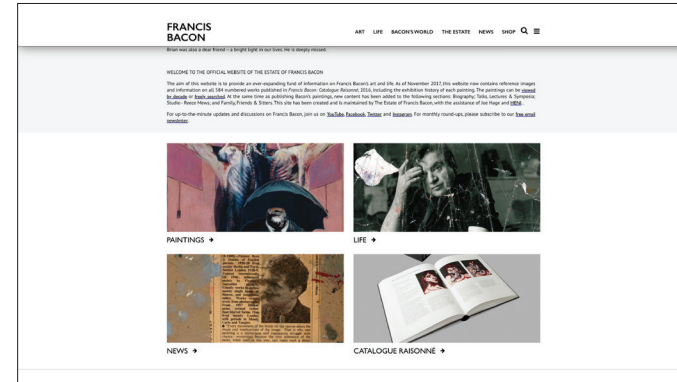 FRANCIS
BACON
ART LIFE BACON'S WORLD THE ESTATE NEWS SHOP
Brian was also a dear friend – a bright light in our lives. He is deeply missed.
WELCOME TO THE OFFICIAL WEBSITE OF THE ESTATE OF FRANCIS BACON
The aim of this website is to provide an ever-expanding fund of information on Francis Bacon's art and life. As of November 2017, this website now contains reference images
and information on all 584 numbered works published in Francis Bacon: Catalogue Raisonné, 2016, including the exhibition history of each painting. The paintings can be viewed
by decade or freely searched. At the same time as publishing Bacon's paintings, new content has been added to the following sections: Biography; Talks, Lectures & Symposia;
Studio - Reece Mews; and Family, Friends & Sitters. This site has been created and is maintained by The Estate of Francis Bacon, with the assistance of Joe Hage and HENI.
For up-to-the-minute updates and discussions on Francis Bacon, join us on YouTube, Facebook, Twitter and Instagram. For monthly round-ups, please subscribe to our free email
newsletter.
PAINTINGS →
LIFE →
NEWS →
CATALOGUE RAISONNÉ →